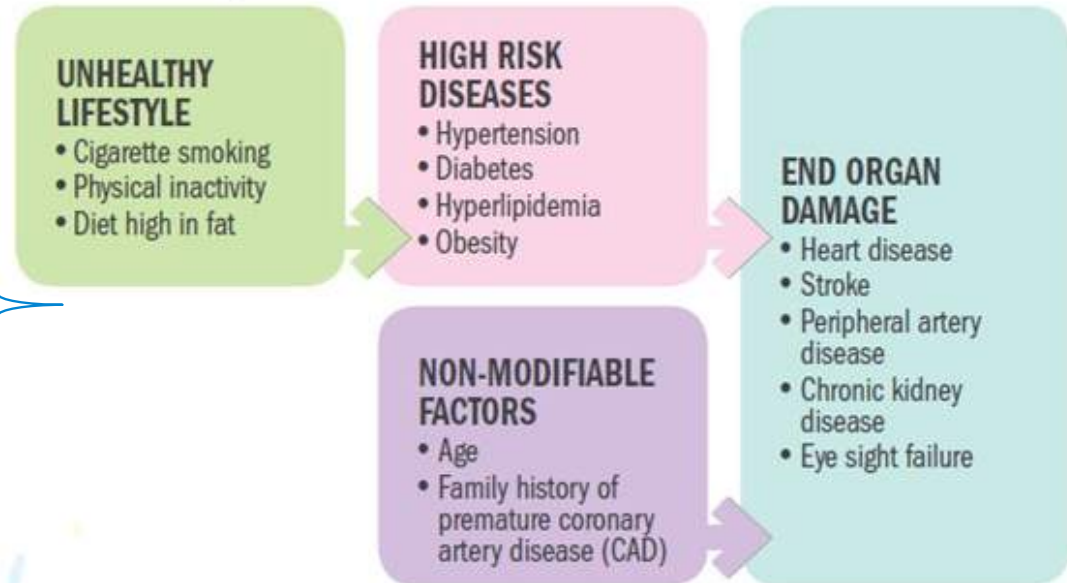 UNHEALTHY
LIFESTYLE
• Cigarette smoking
• Physical inactivity
• Diet high in fat
HIGH RISK
DISEASES
• Hypertension
• Diabetes
• Hyperlipidemia
• Obesity
NON-MODIFIABLE
FACTORS
• Age
• Family history of
premature coronary
artery disease (CAD)
END ORGAN
DAMAGE
• Heart disease
• Stroke
• Peripheral artery
disease
• Chronic kidney
disease
• Eye sight failure